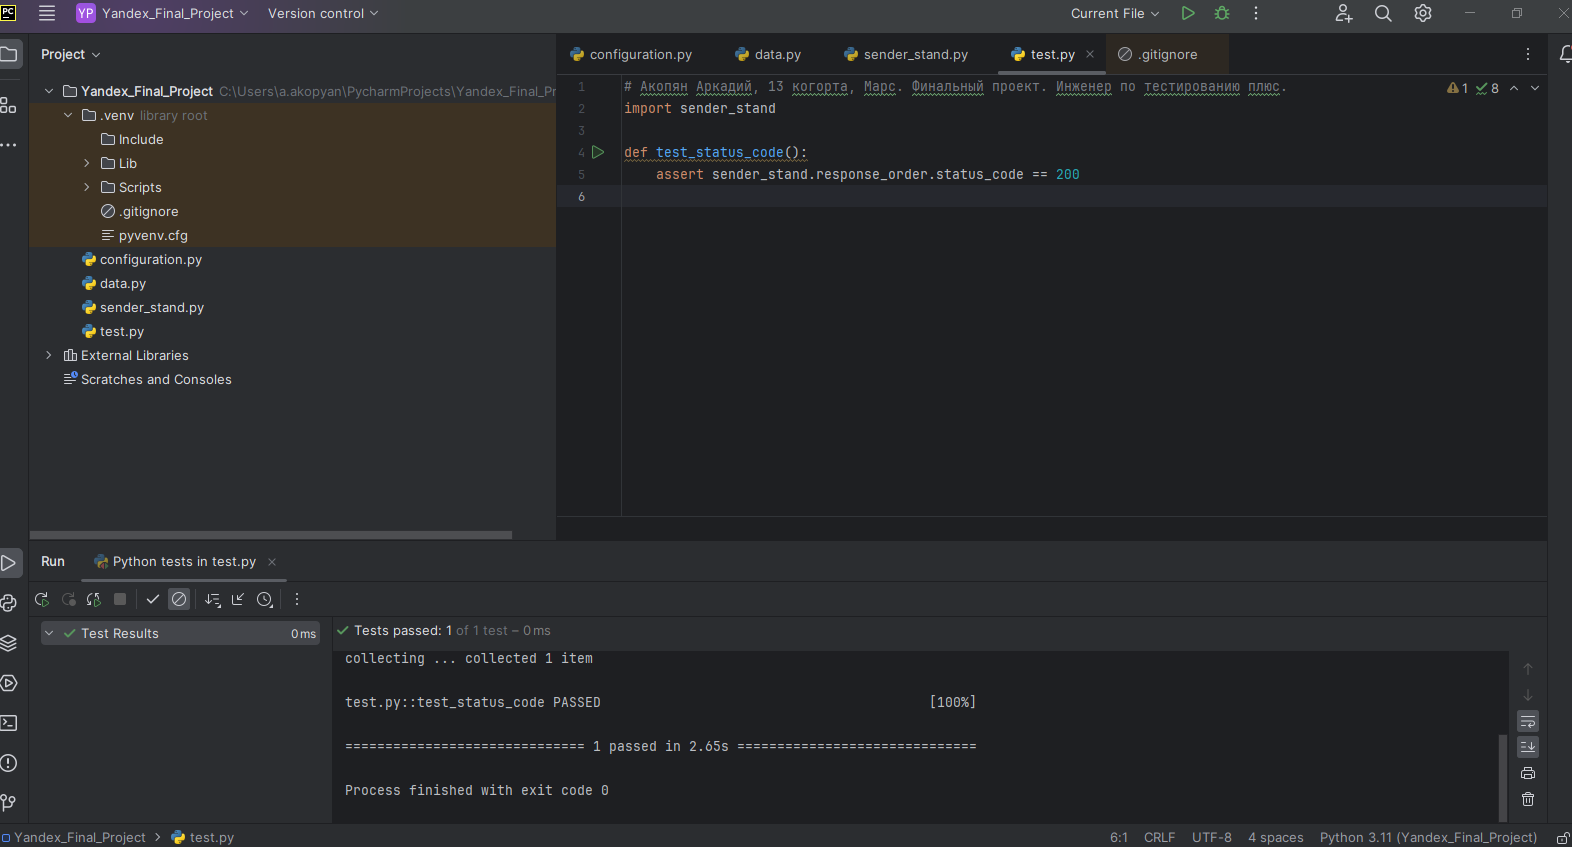 PC YP Yandex_Final_Project Version control Current File
Project
configuration.py data.py sender_stand.py test.py .gitignore
Yandex_Final_Project C:\Users\a.akopyan\PycharmProjects\Yandex_Final_Pr
.venv library root
Include
Lib
Scripts
.gitignore
pyvenv.cfg
configuration.py
data.py
sender_stand.py
test.py
External Libraries
Scratches and Consoles
1 # Акопян Аркадий, 13 когорта, Марс. Финальный проект. Инженер по тестированию плюс. 1 8
2 import sender_stand
3
4 def test_status_code():
5 assert sender_stand.response_order.status_code == 200
6
Run Python tests in test.py
Test Results 0 ms
Tests passed: 1 of 1 test – 0 ms
collecting ... collected 1 item
test.py::test_status_code PASSED [100%]
============================== 1 passed in 2.65s ==============================
Process finished with exit code 0
Yandex_Final_Project test.py 6:1 CRLF UTF-8 4 spaces Python 3.11 (Yandex_Final_Project)